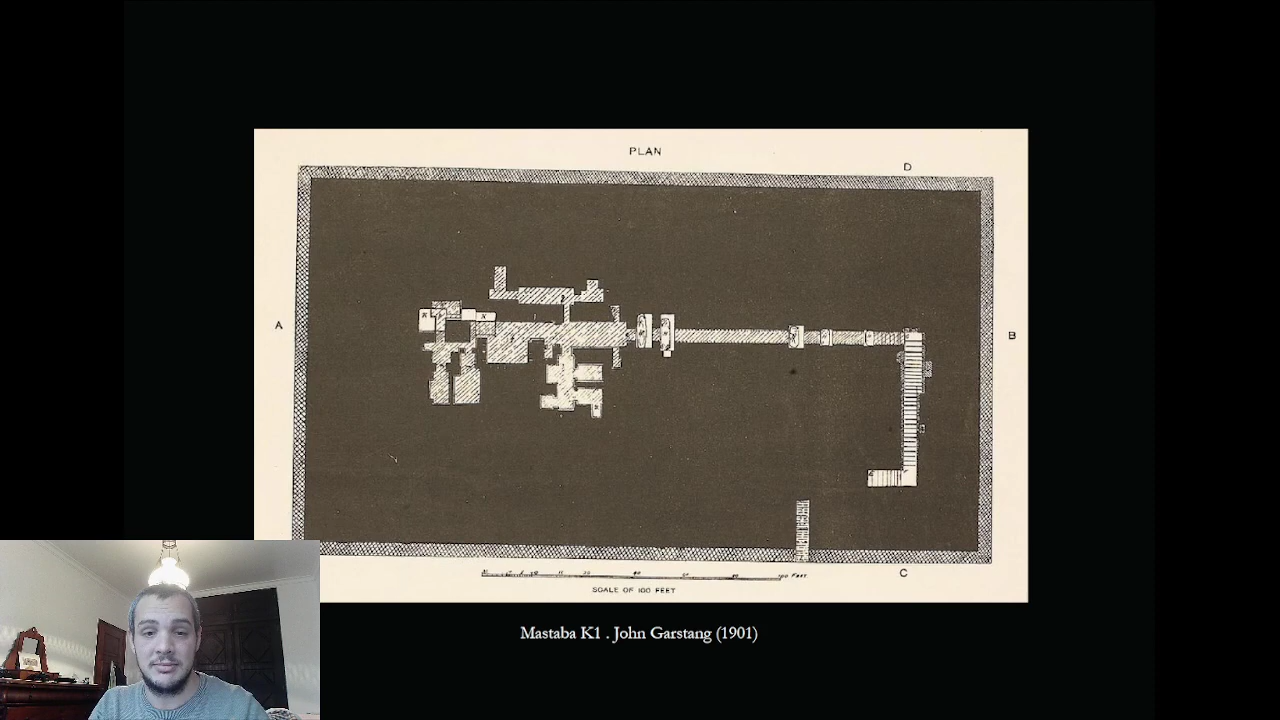 PLAN
D
A
B
C
SCALE OF 100 FEET
Mastaba K1 . John Garstang (1901)